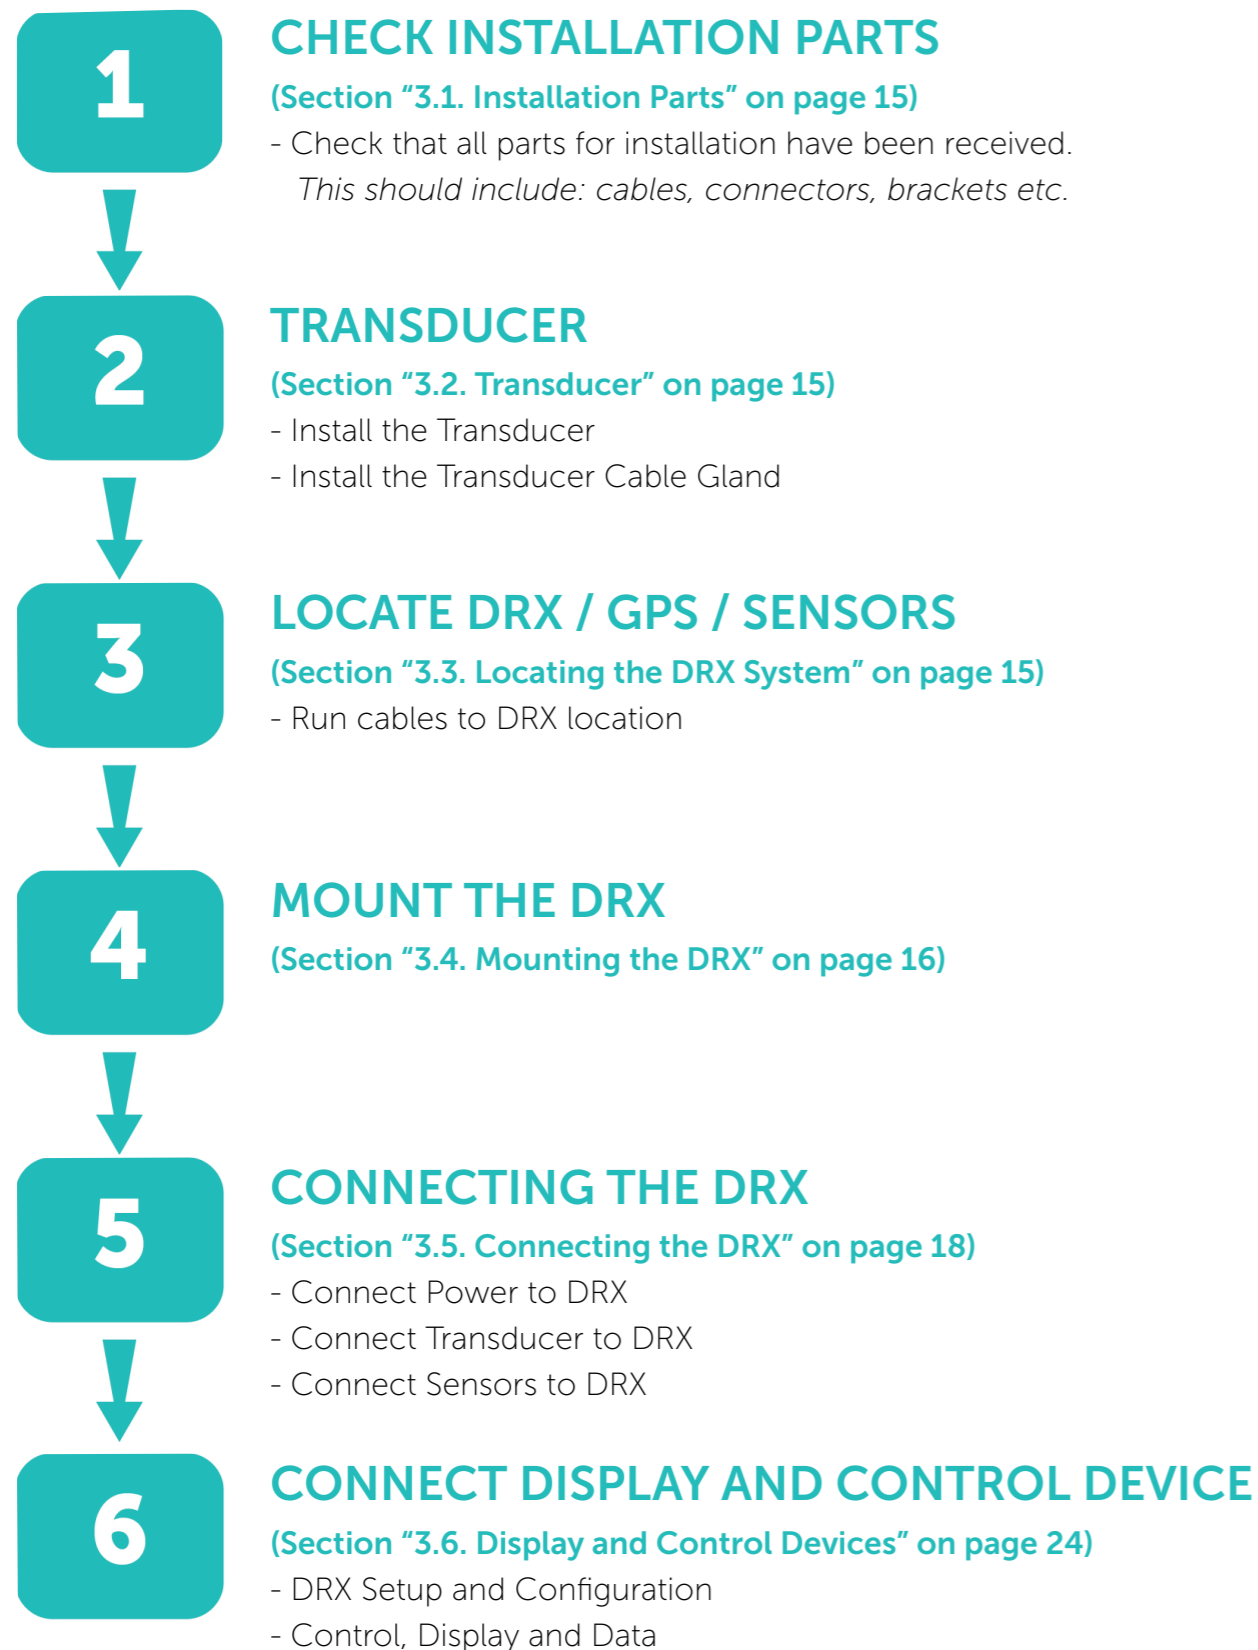 1
CHECK INSTALLATION PARTS
(Section “3.1. Installation Parts” on page 15)
- Check that all parts for installation have been received.
This should include: cables, connectors, brackets etc.
2
TRANSDUCER
(Section “3.2. Transducer” on page 15)
- Install the Transducer
- Install the Transducer Cable Gland
3
LOCATE DRX / GPS / SENSORS
(Section “3.3. Locating the DRX System” on page 15)
- Run cables to DRX location
4
MOUNT THE DRX
(Section “3.4. Mounting the DRX” on page 16)
5
CONNECTING THE DRX
(Section “3.5. Connecting the DRX” on page 18)
- Connect Power to DRX
- Connect Transducer to DRX
- Connect Sensors to DRX
6
CONNECT DISPLAY AND CONTROL DEVICE
(Section “3.6. Display and Control Devices” on page 24)
- DRX Setup and Configuration
- Control, Display and Data